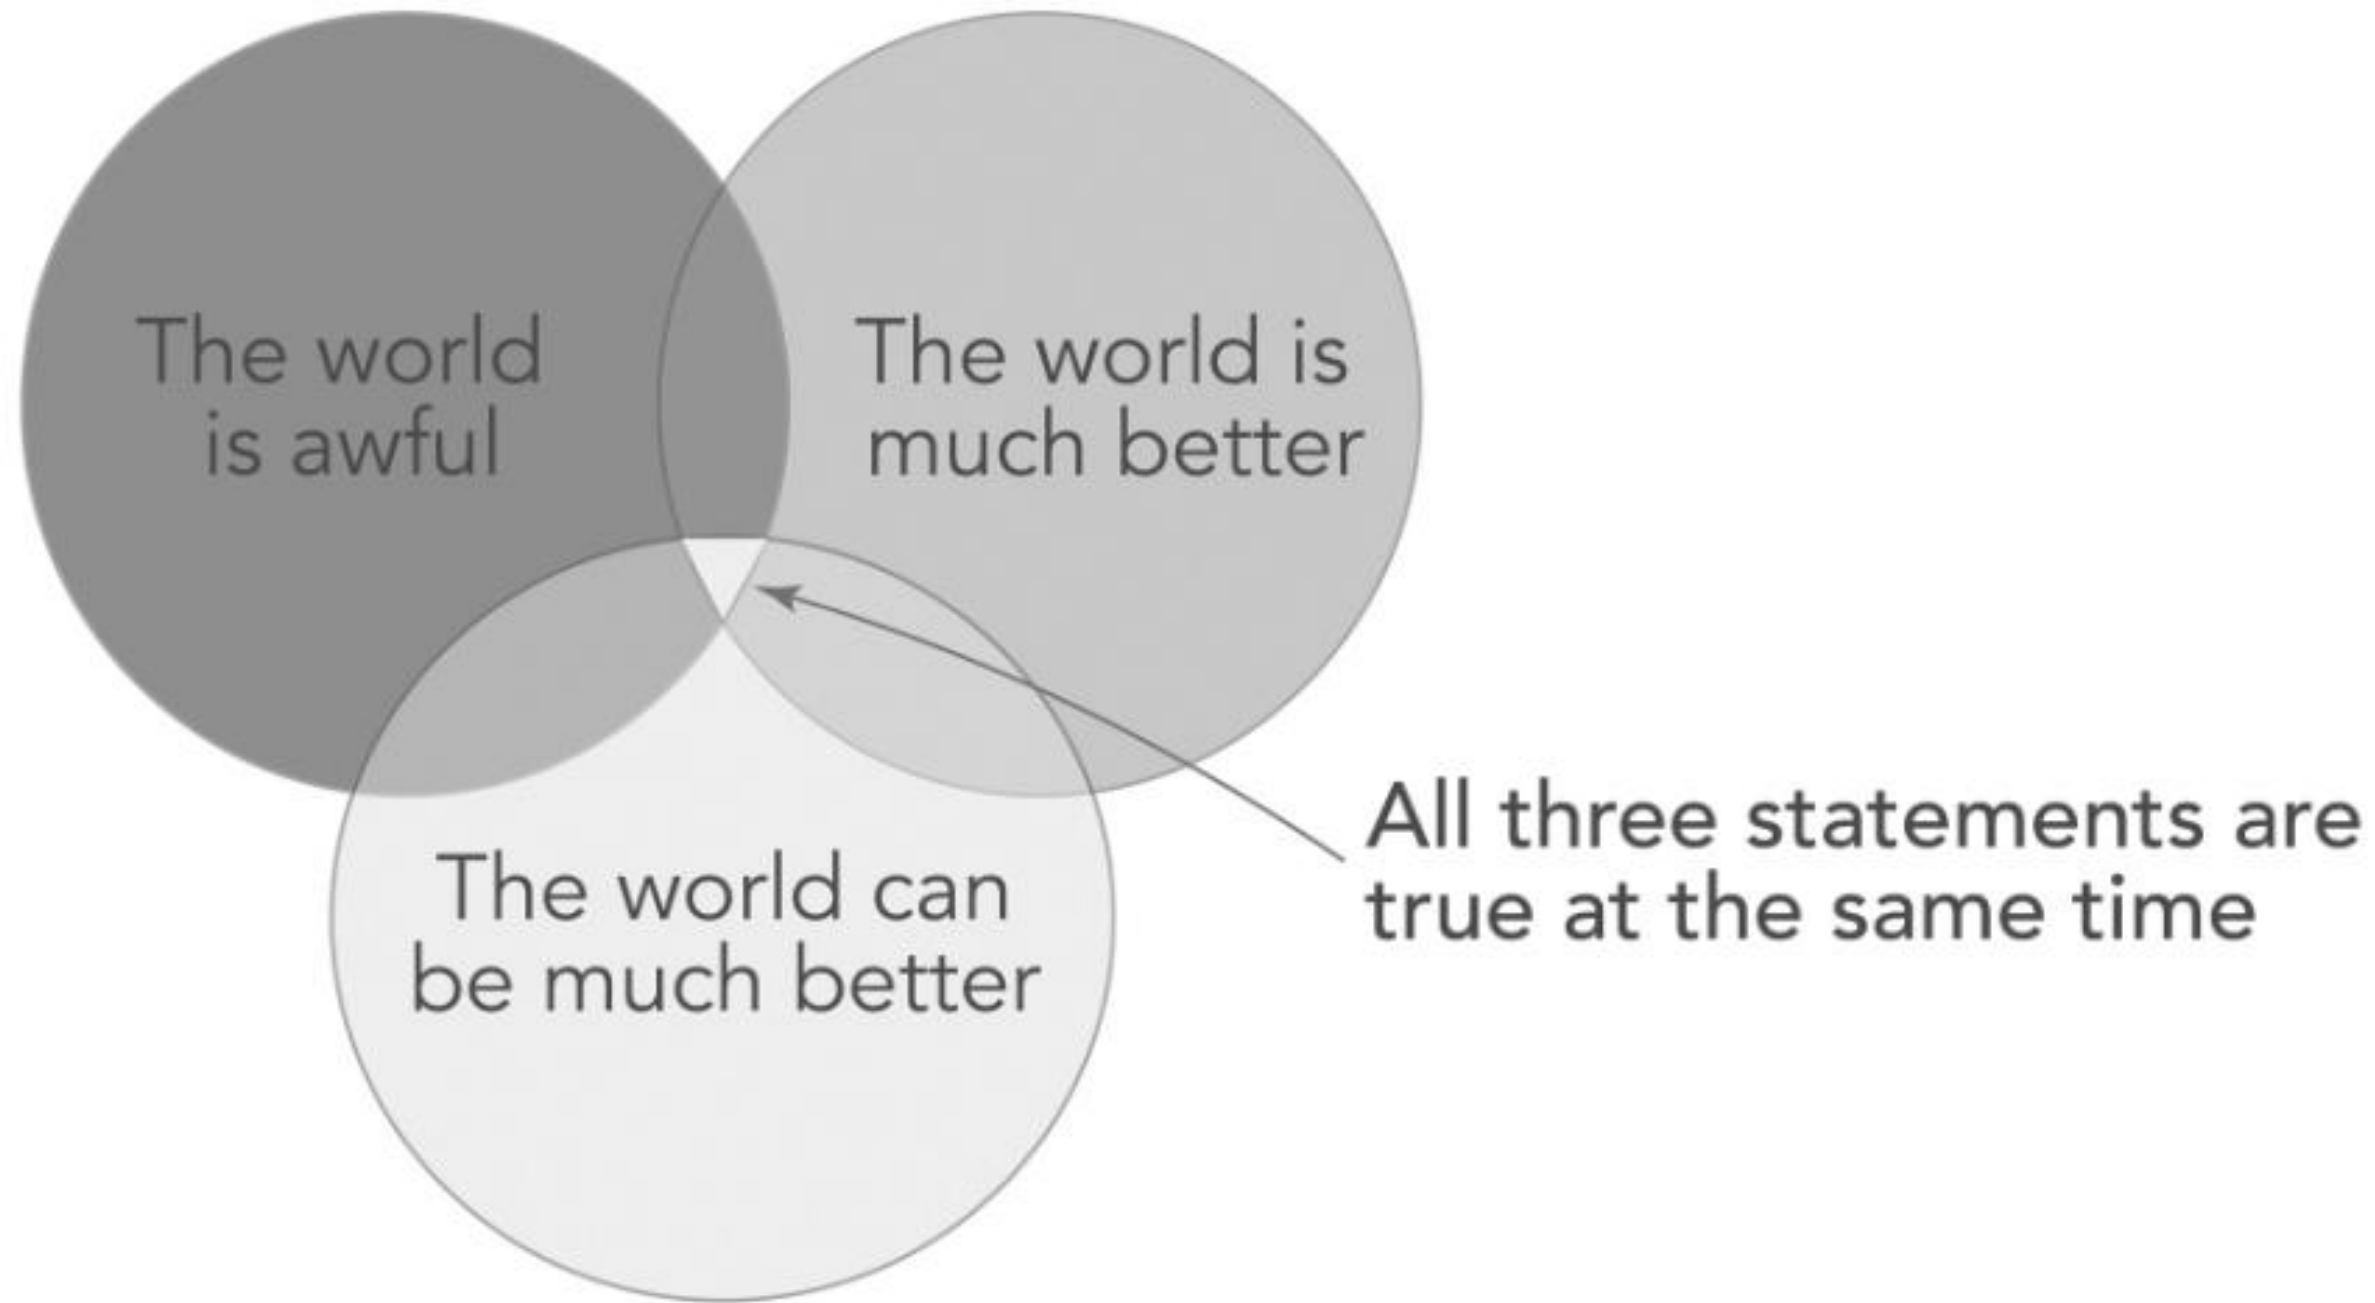 The world
is awful
The world is
much better
The world can
be much better
All three statements are
true at the same time